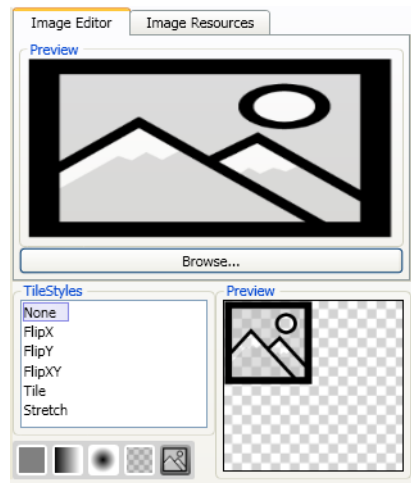 Image Editor Image Resources
Preview
Browse...
TileStyles
None
FlipX
FlipY
FlipXY
Tile
Stretch
Preview